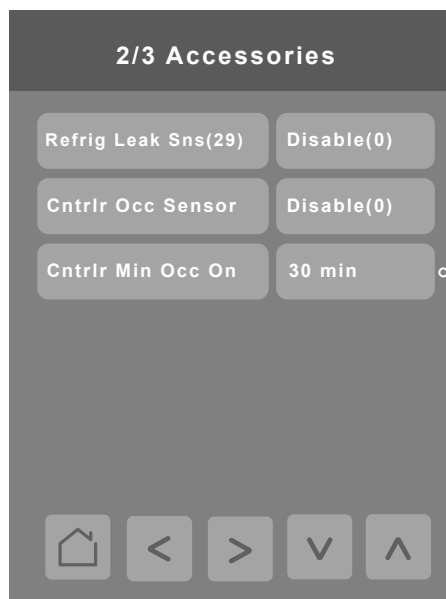 2/3 Accessories
Refrig Leak Sns(29) Disable(0)
Cntrlr Occ Sensor Disable(0)
Cntrlr Min Occ On 30 min